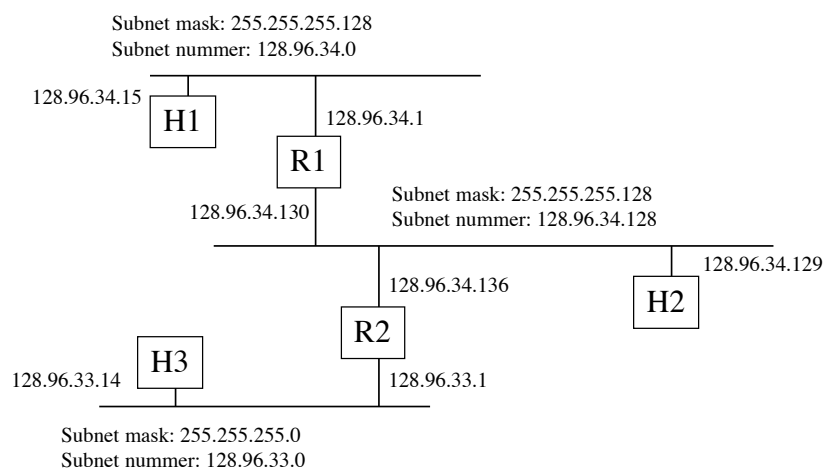 Subnet mask: 255.255.255.128
Subnet nummer: 128.96.34.0
128.96.34.15
H1
128.96.34.1
R1
128.96.34.130
Subnet mask: 255.255.255.128
Subnet nummer: 128.96.34.128
128.96.34.129
128.96.34.136
H2
R2
H3
128.96.33.14
128.96.33.1
Subnet mask: 255.255.255.0
Subnet nummer: 128.96.33.0